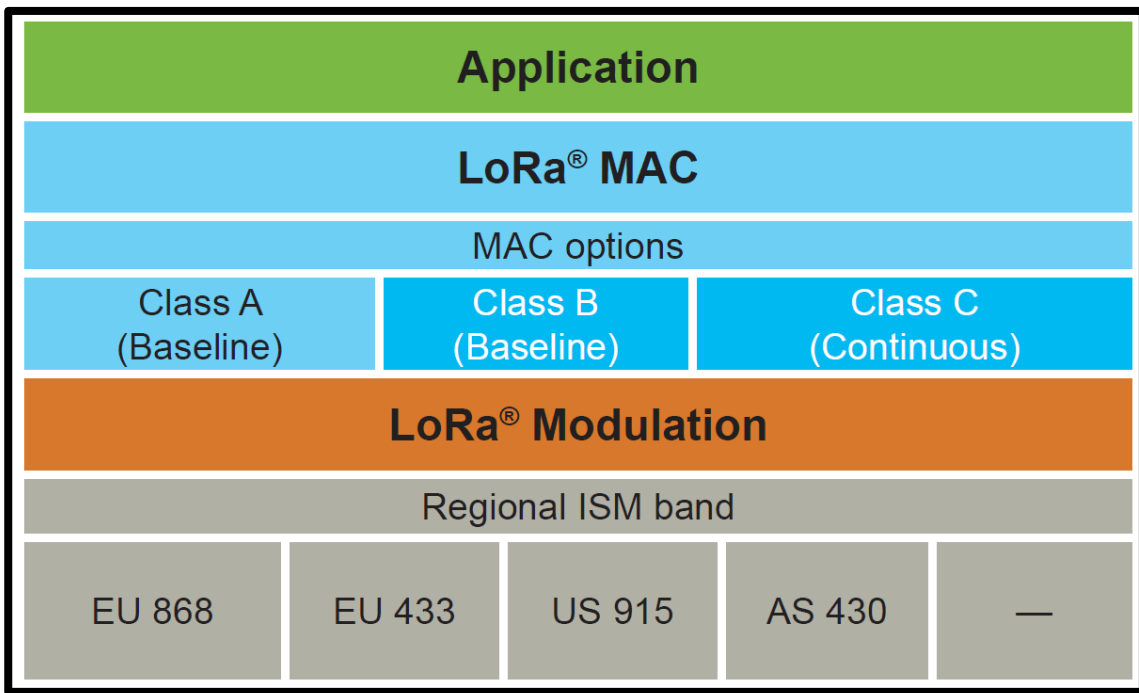 Application
LoRa® MAC
MAC options
Class A
(Baseline)
Class B
(Baseline)
Class C
(Continuous)
LoRa® Modulation
Regional ISM band
EU 868
EU 433
US 915
AS 430
—